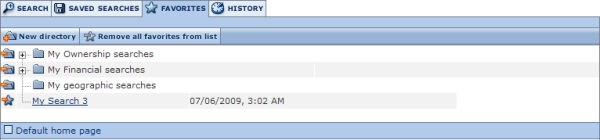 SEARCH SAVED SEARCHES FAVORITES HISTORY
New directory Remove all favorites from list
My Ownership searches
My Financial searches
My geographic searches
My Search 3 07/06/2009, 3:02 AM
Default home page